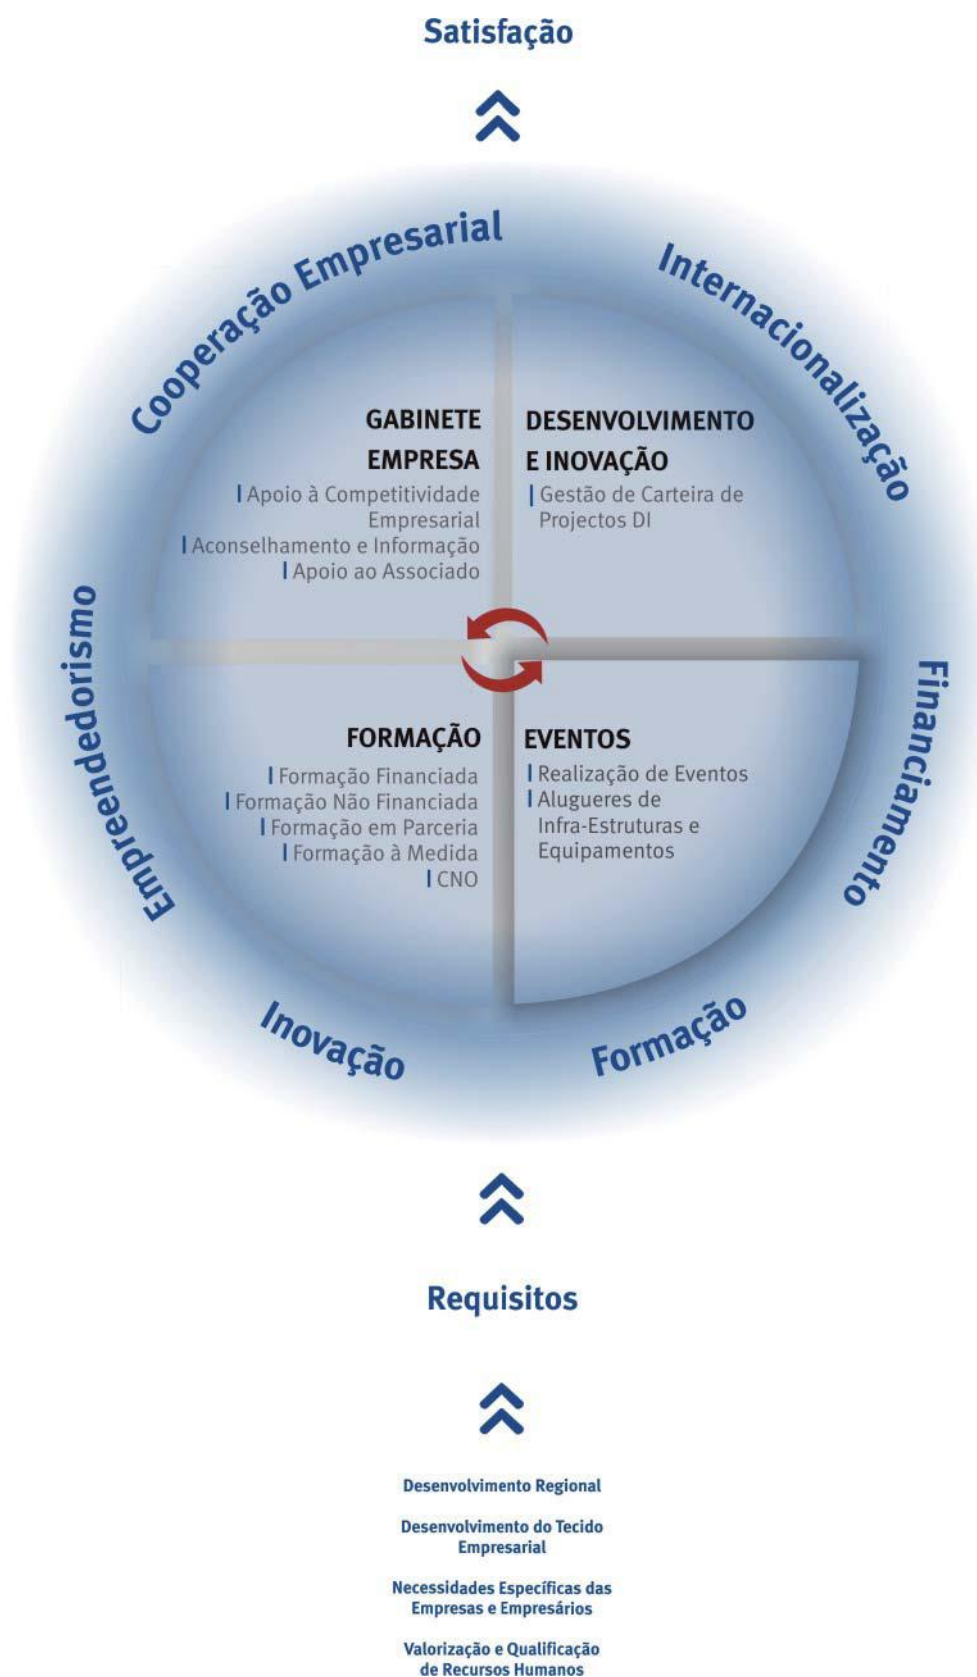 Satisfação
Cooperação Empresarial
Internacionalização
GABINETE
EMPRESA
Apoio à Competitividade
Empresarial
Aconselhamento e Informação
Apoio ao Associado
DESENVOLVIMENTO
E INOVAÇÃO
Gestão de Carteira de
Projectos DI
Empreendedorismo
Financiamento
FORMAÇÃO
Formação Financiada
Formação Não Financiada
Formação em Parceria
Formação à Medida
CNO
EVENTOS
Realização de Eventos
Alugueres de
Infra-Estruturas e
Equipamentos
Inovação
Formação
Requisitos
Desenvolvimento Regional
Desenvolvimento do Tecido
Empresarial
Necessidades Específicas das
Empresas e Empresários
Valorização e Qualificação
de Recursos Humanos